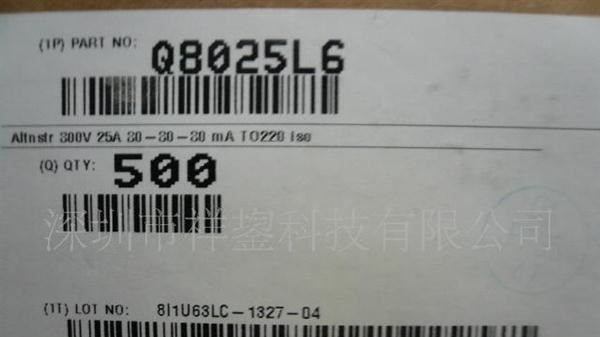 (1P) PART NO: Q8025L6
Altnstr 800V 25A 80-80-80 mA TO220 iso
(Q) QTY: 500
深圳市祥鋆科技有限公司
(1T) LOT NO: 8I1U63LC-1327-04